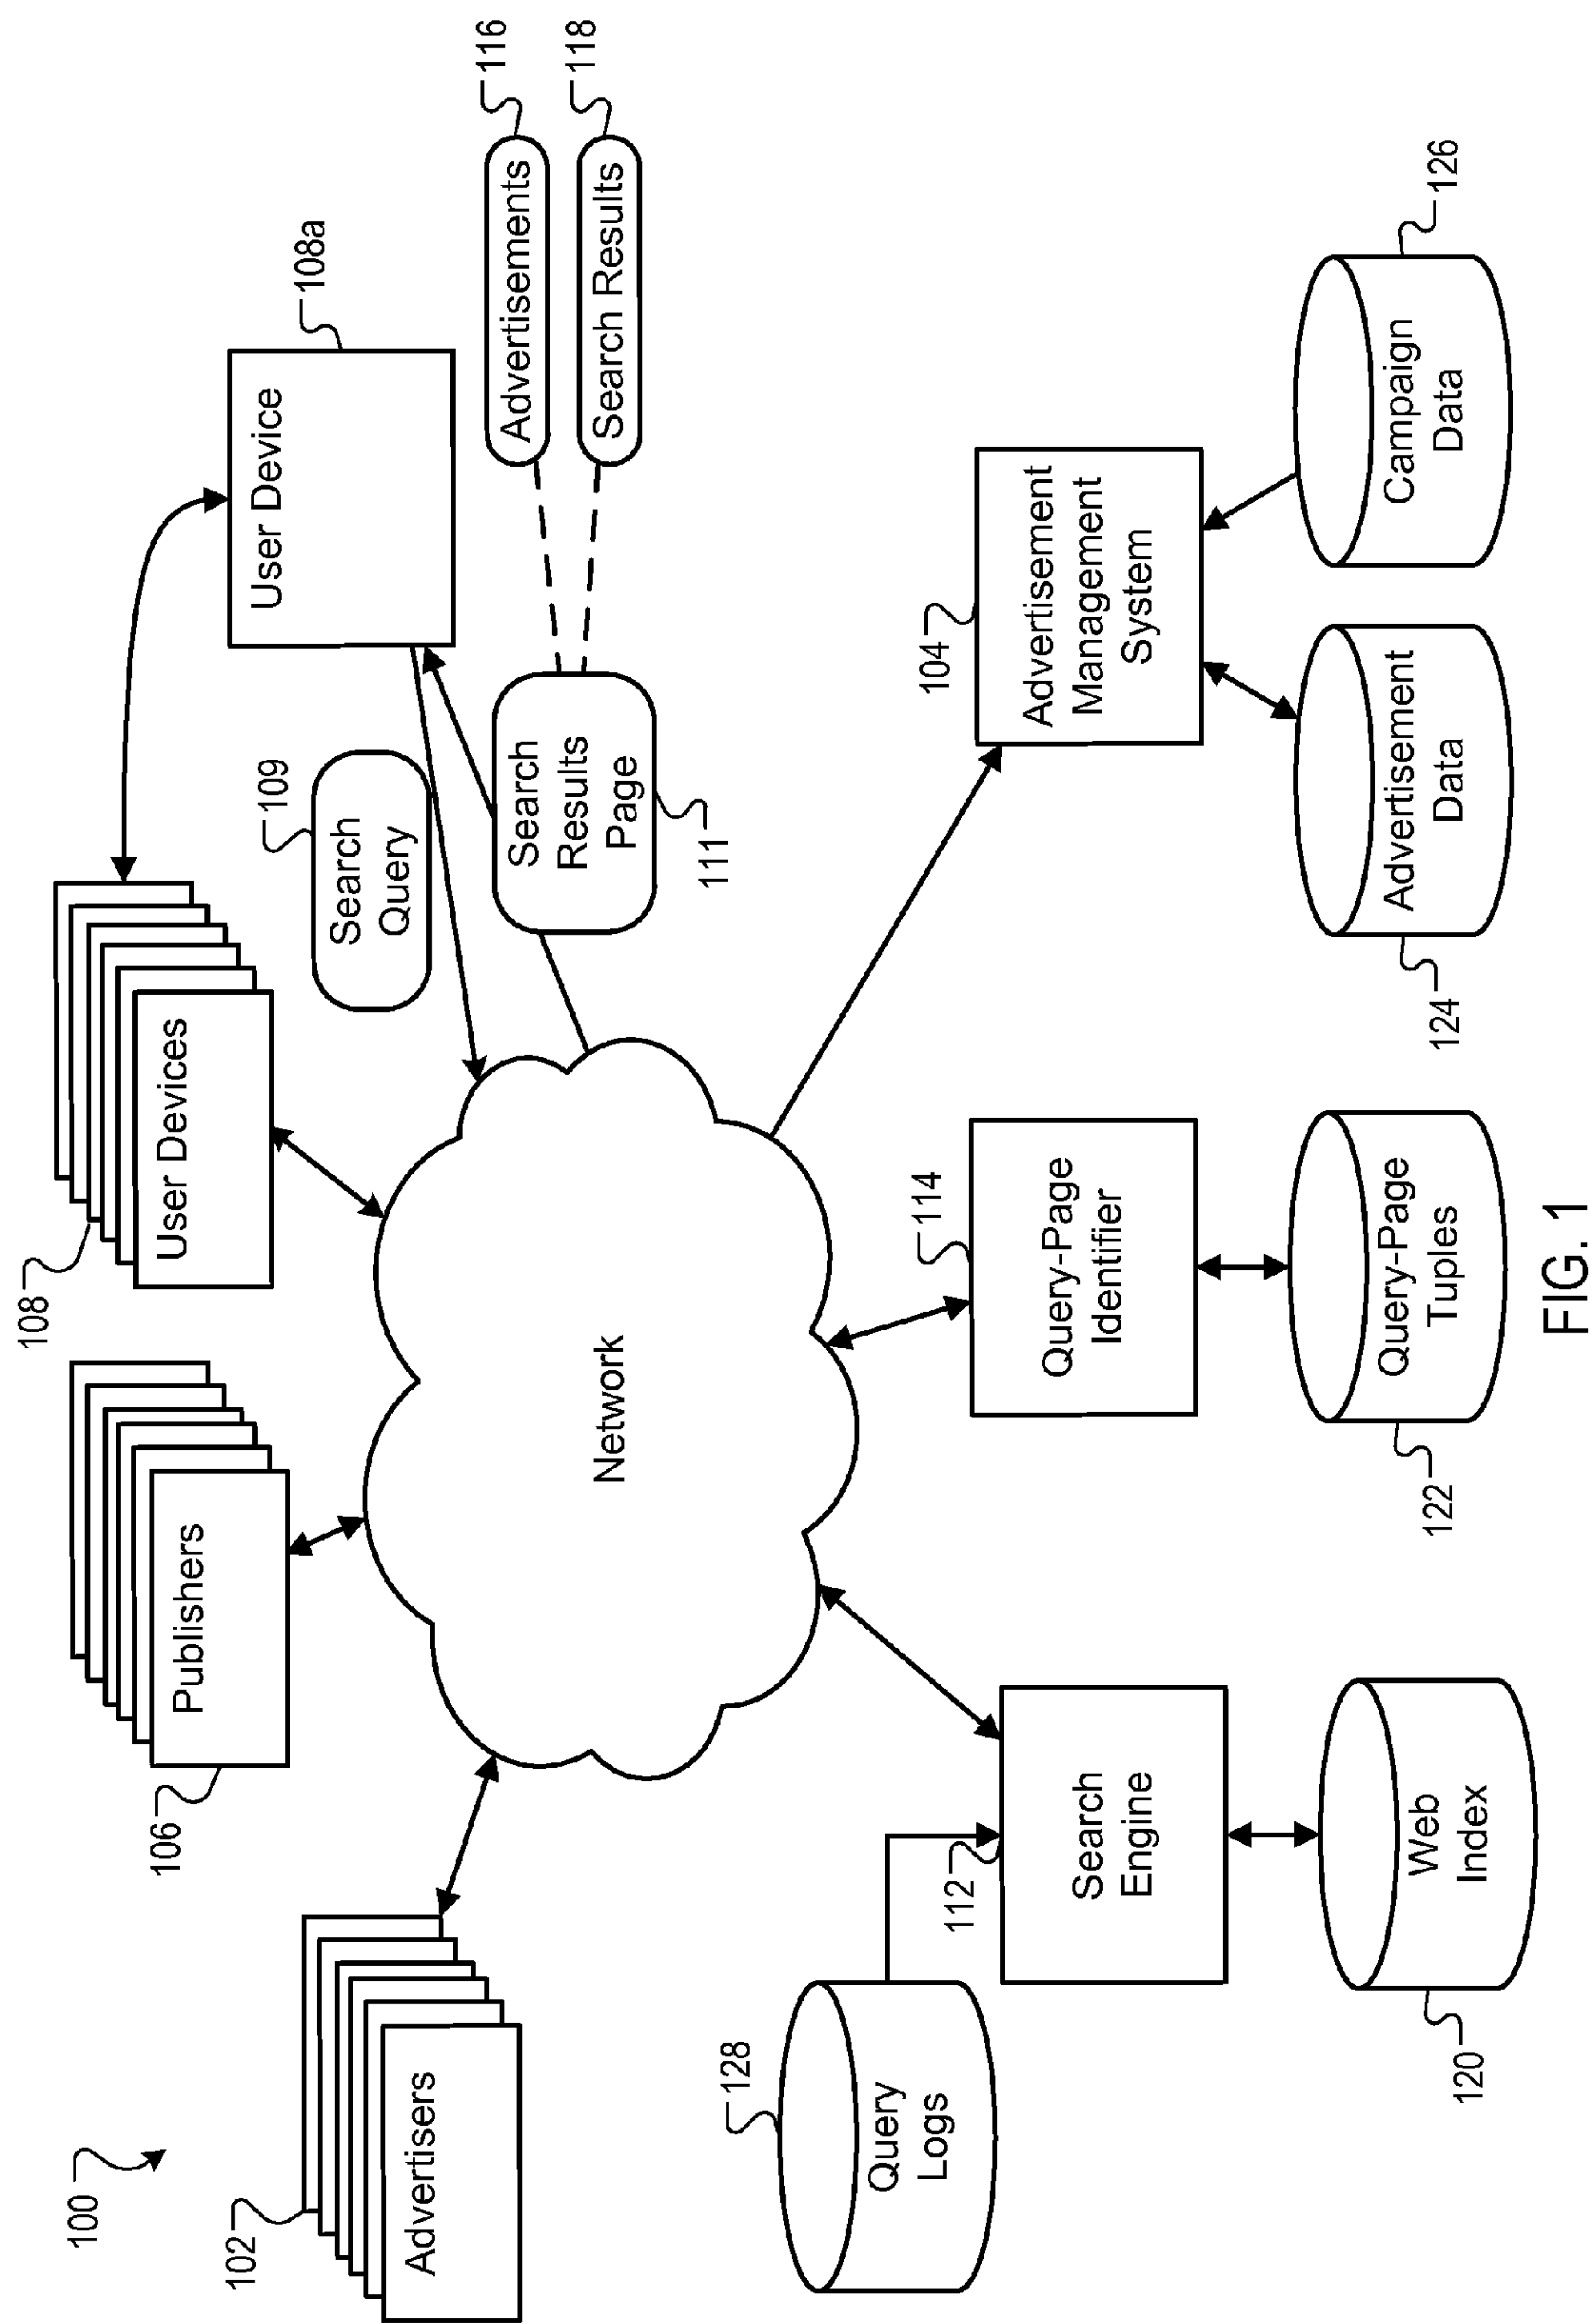 100
102
Advertisers
106
Publishers
108
User Devices
User Device
108a
109
Search
Query
Search
Results
Page
111
Advertisements
116
Search Results
118
Network
128
Query
Logs
112
Search
Engine
Web
Index
120
114
Query-Page
Identifier
Query-Page
Tuples
122
104
Advertisement
Management
System
Advertisement
Data
124
Campaign
Data
126
FIG. 1